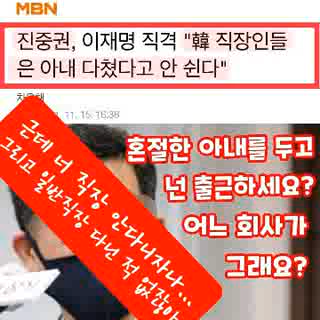 MBN
진중권, 이재명 직격 "韓 직장인들
은 아내 다쳤다고 안 쉰다"
11. 15. 16:38
혼절한 아내를 두고
넌 출근하세요?
어느 회사가
그래요?
근데 너 직장 안다니자나...
그리고 일반직장 다닌 적 없잖아